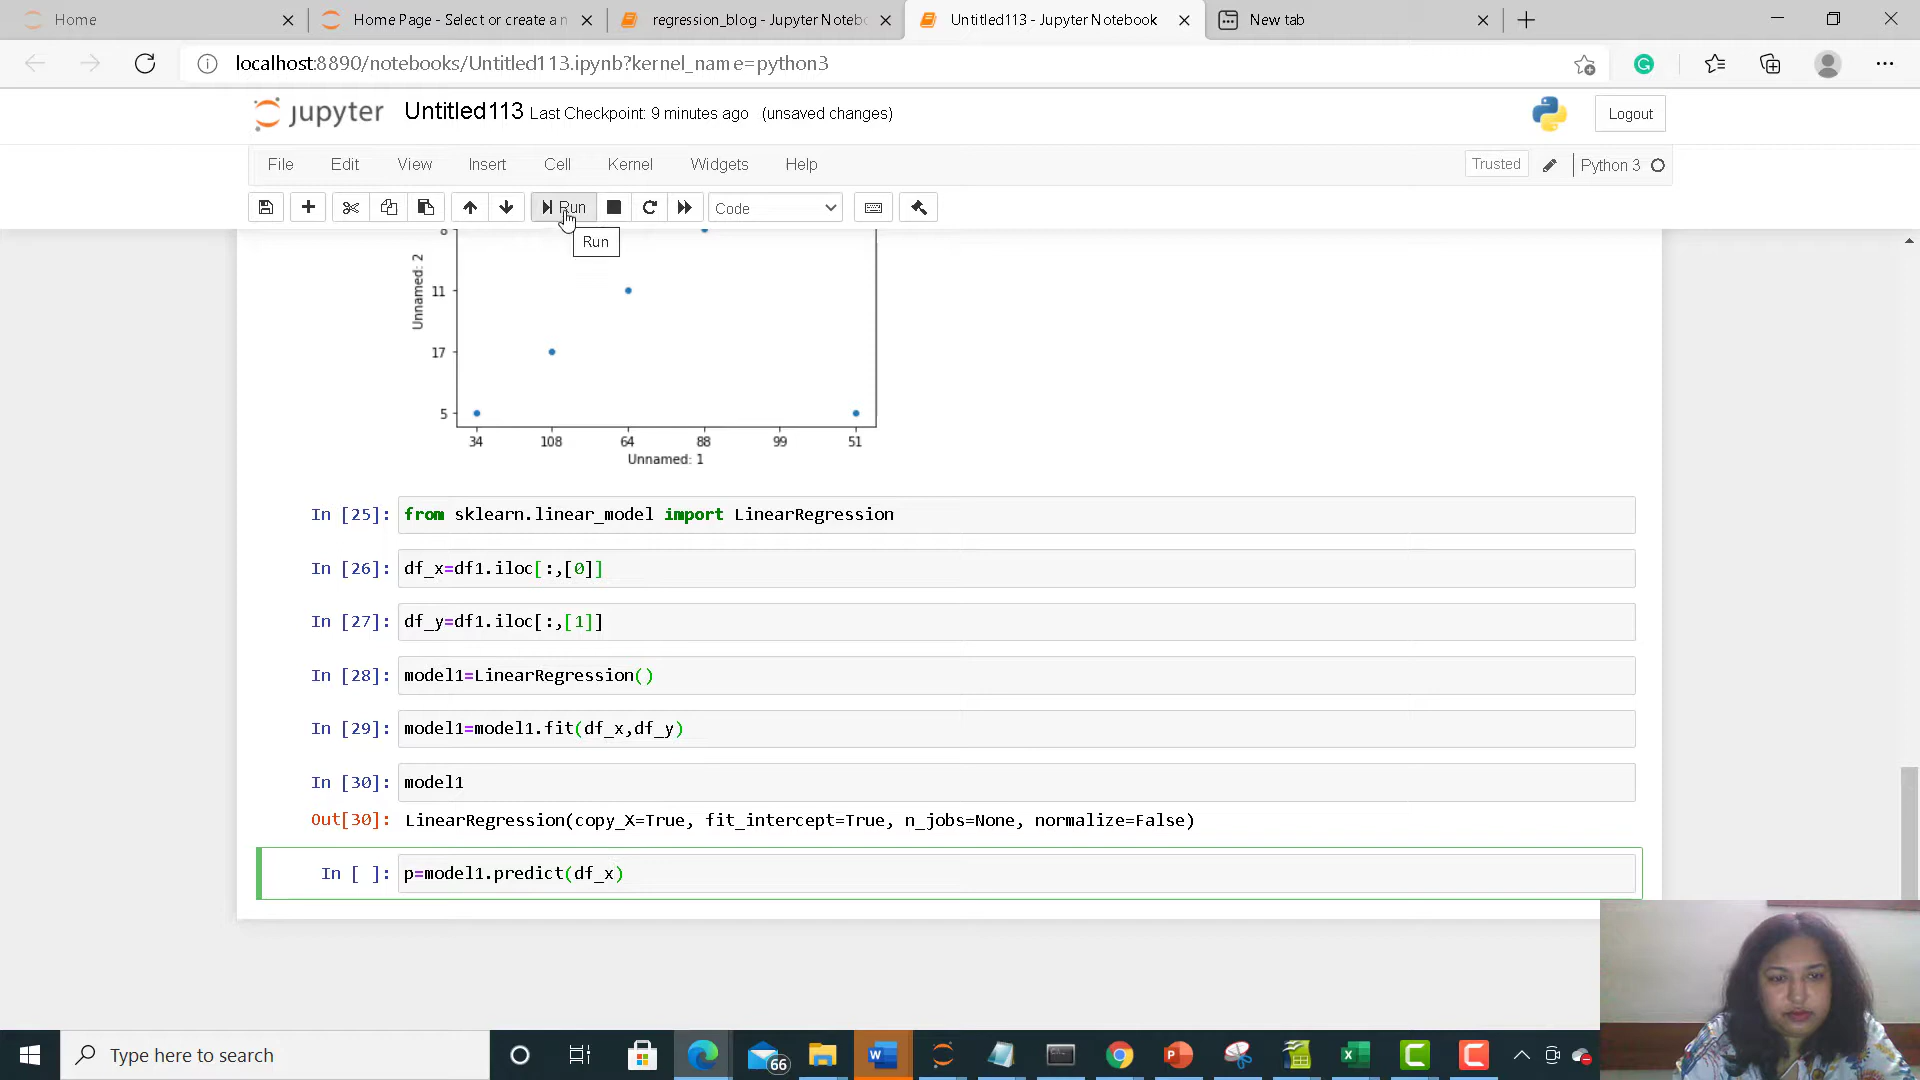 Home
Home Page - Select or create a n
regression_blog - Jupyter Notebo
Untitled113 - Jupyter Notebook
New tab
localhost:8890/notebooks/Untitled113.ipynb?kernel_name=python3
jupyter Untitled113 Last Checkpoint: 9 minutes ago (unsaved changes)
Logout
File Edit View Insert Cell Kernel Widgets Help
Trusted Python 3
Run Code
Run
8
11
17
5
Unnamed: 2
34 108 64 88 99 51
Unnamed: 1
In [25]: from sklearn.linear_model import LinearRegression
In [26]: df_x=df1.iloc[:,[0]]
In [27]: df_y=df1.iloc[:,[1]]
In [28]: model1=LinearRegression()
In [29]: model1=model1.fit(df_x,df_y)
In [30]: model1
Out[30]: LinearRegression(copy_X=True, fit_intercept=True, n_jobs=None, normalize=False)
In [ ]: p=model1.predict(df_x)
Type here to search
66